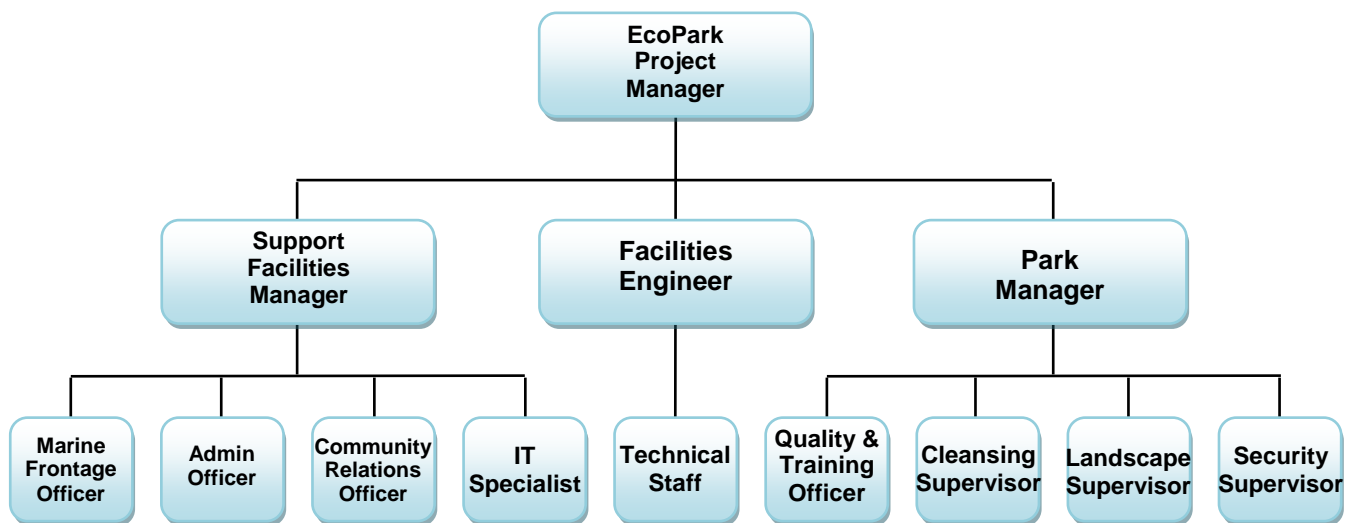 EcoPark
Project
Manager
Support
Facilities
Manager
Facilities
Engineer
Park
Manager
Marine
Frontage
Officer
Admin
Officer
Community
Relations
Officer
IT
Specialist
Technical
Staff
Quality &
Training
Officer
Cleansing
Supervisor
Landscape
Supervisor
Security
Supervisor